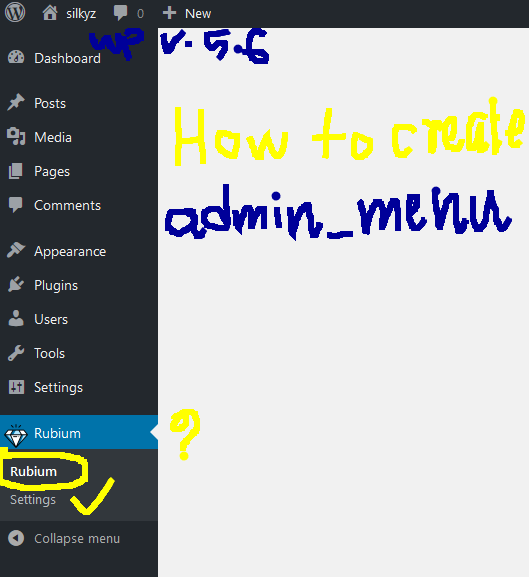 silkyz 0 + New
wp v.5.6
Dashboard
Posts
How to create
Media
Pages
Comments
admin_menu
Appearance
Plugins
Users
Tools
Settings
Rubium
?
Rubium
Settings
Collapse menu